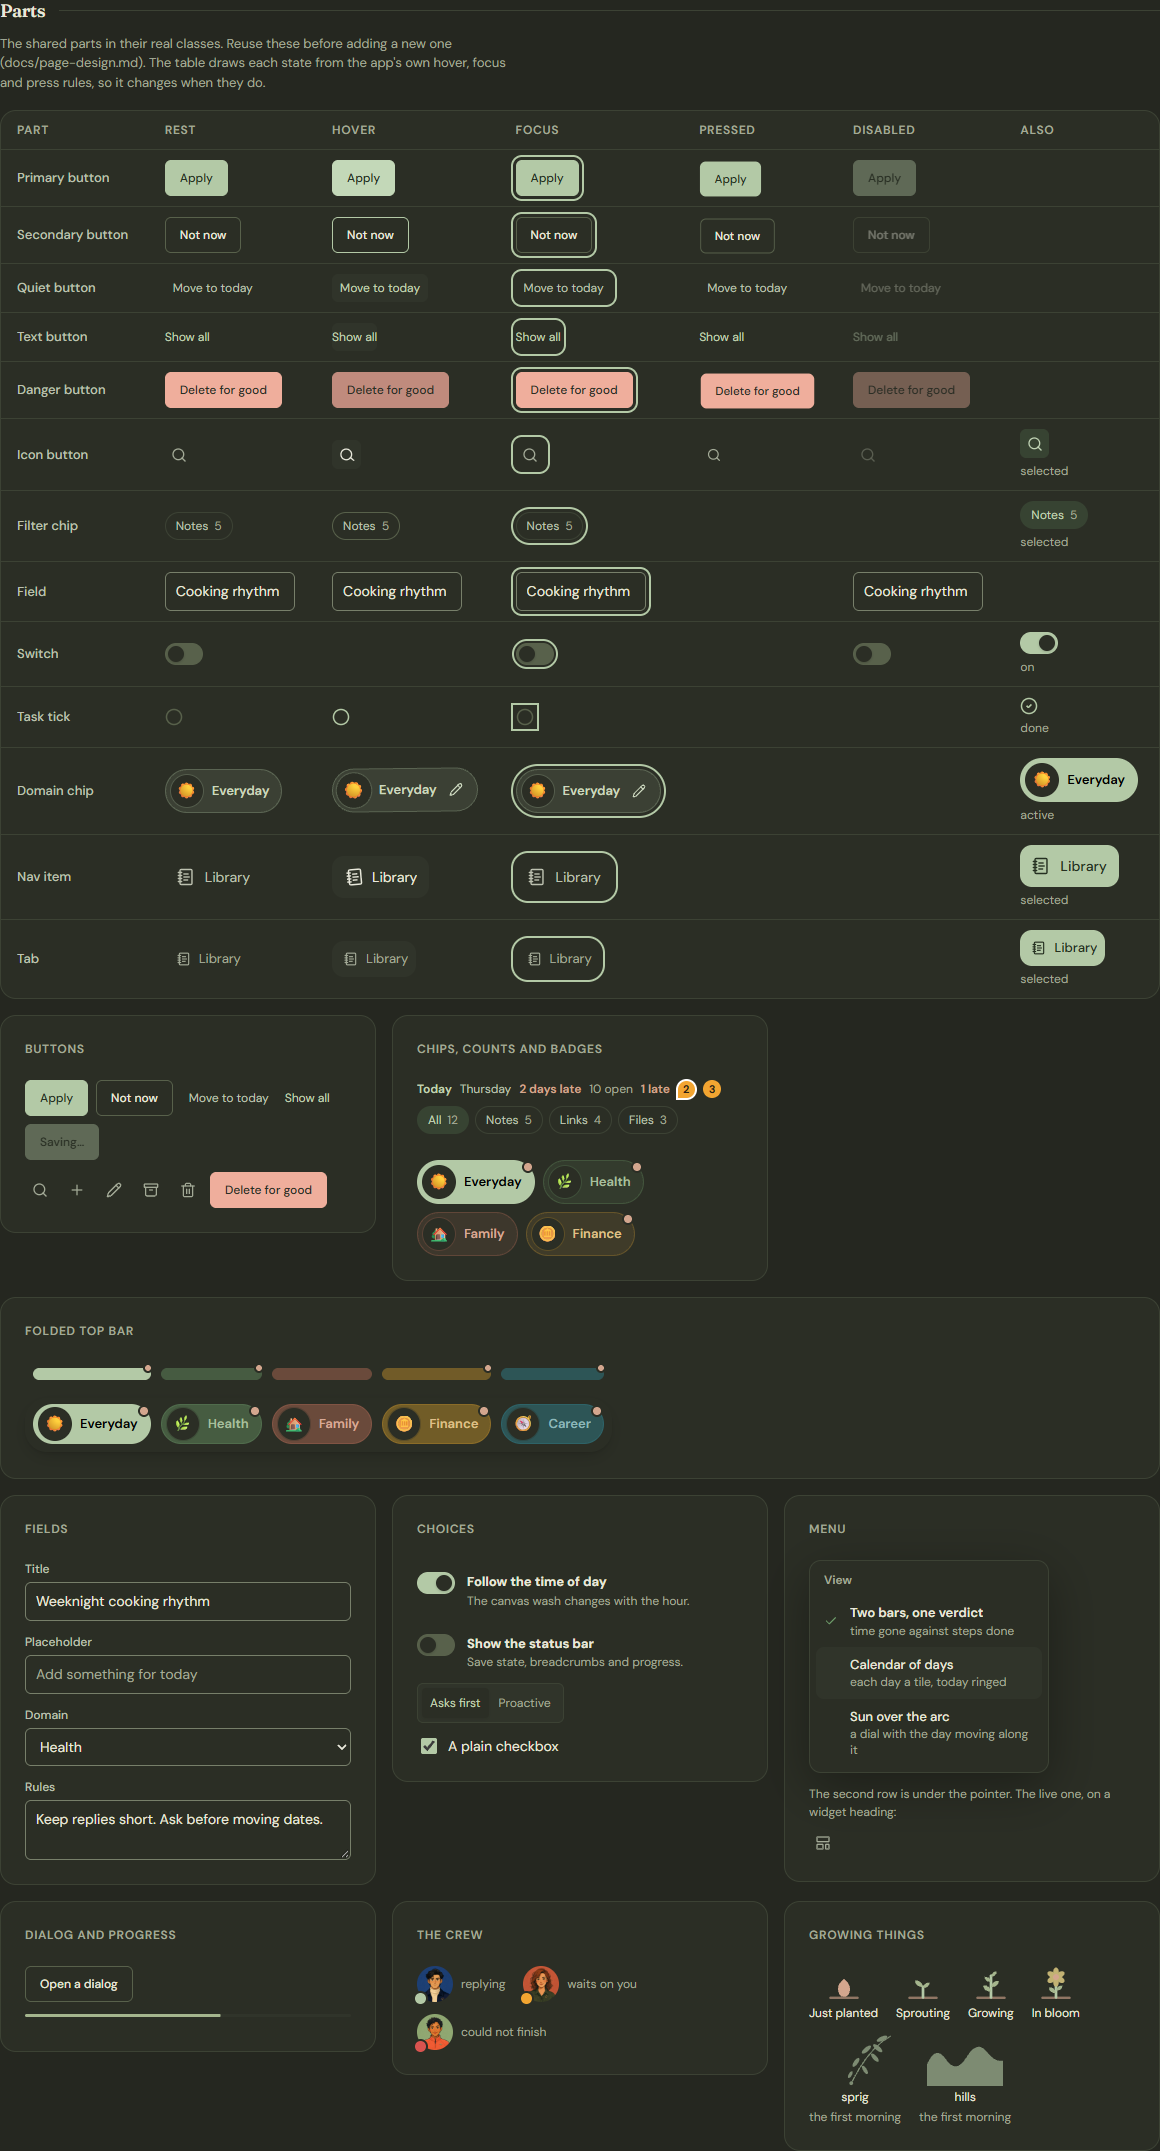 Parts
The shared parts in their real classes. Reuse these before adding a new one
(docs/page-design.md). The table draws each state from the app's own hover, focus
and press rules, so it changes when they do.
PART REST HOVER FOCUS PRESSED DISABLED ALSO
Primary button Apply Apply Apply Apply Apply
Secondary button Not now Not now Not now Not now Not now
Quiet button Move to today Move to today Move to today Move to today Move to today
Text button Show all Show all Show all Show all Show all
Danger button Delete for good Delete for good Delete for good Delete for good Delete for good
Icon button
selected
Filter chip Notes 5 Notes 5 Notes 5 Notes 5
selected
Field Cooking rhythm Cooking rhythm Cooking rhythm Cooking rhythm
Switch
on
Task tick
done
Domain chip Everyday Everyday Everyday Everyday
active
Nav item Library Library Library Library
selected
Tab Library Library Library Library
selected
BUTTONS
Apply Not now Move to today Show all
Saving...
Delete for good
CHIPS, COUNTS AND BADGES
Today Thursday 2 days late 10 open 1 late 2 3
All 12 Notes 5 Links 4 Files 3
Everyday Health
Family Finance
FOLDED TOP BAR
Everyday Health Family Finance Career
FIELDS
Title
Weeknight cooking rhythm
Placeholder
Add something for today
Domain
Health
Rules
Keep replies short. Ask before moving dates.
CHOICES
Follow the time of day
The canvas wash changes with the hour.
Show the status bar
Save state, breadcrumbs and progress.
Asks first Proactive
A plain checkbox
MENU
View
Two bars, one verdict
time gone against steps done
Calendar of days
each day a tile, today ringed
Sun over the arc
a dial with the day moving along
it
The second row is under the pointer. The live one, on a
widget heading:
DIALOG AND PROGRESS
Open a dialog
THE CREW
replying waits on you
could not finish
GROWING THINGS
Just planted Sprouting Growing In bloom
sprig hills
the first morning the first morning